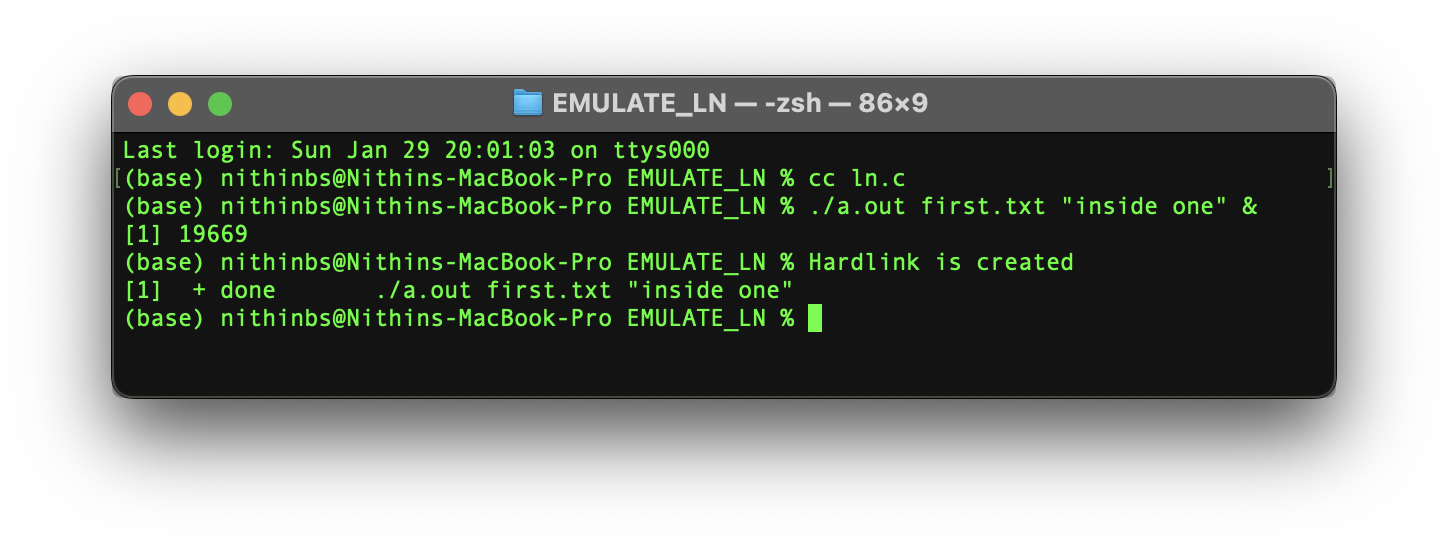 EMULATE_LN — -zsh — 86×9
Last login: Sun Jan 29 20:01:03 on ttys000
[(base) nithinbs@Nithins-MacBook-Pro EMULATE_LN % cc ln.c ]
(base) nithinbs@Nithins-MacBook-Pro EMULATE_LN % ./a.out first.txt "inside one" &
[1] 19669
(base) nithinbs@Nithins-MacBook-Pro EMULATE_LN % Hardlink is created
[1]  + done       ./a.out first.txt "inside one"
(base) nithinbs@Nithins-MacBook-Pro EMULATE_LN %